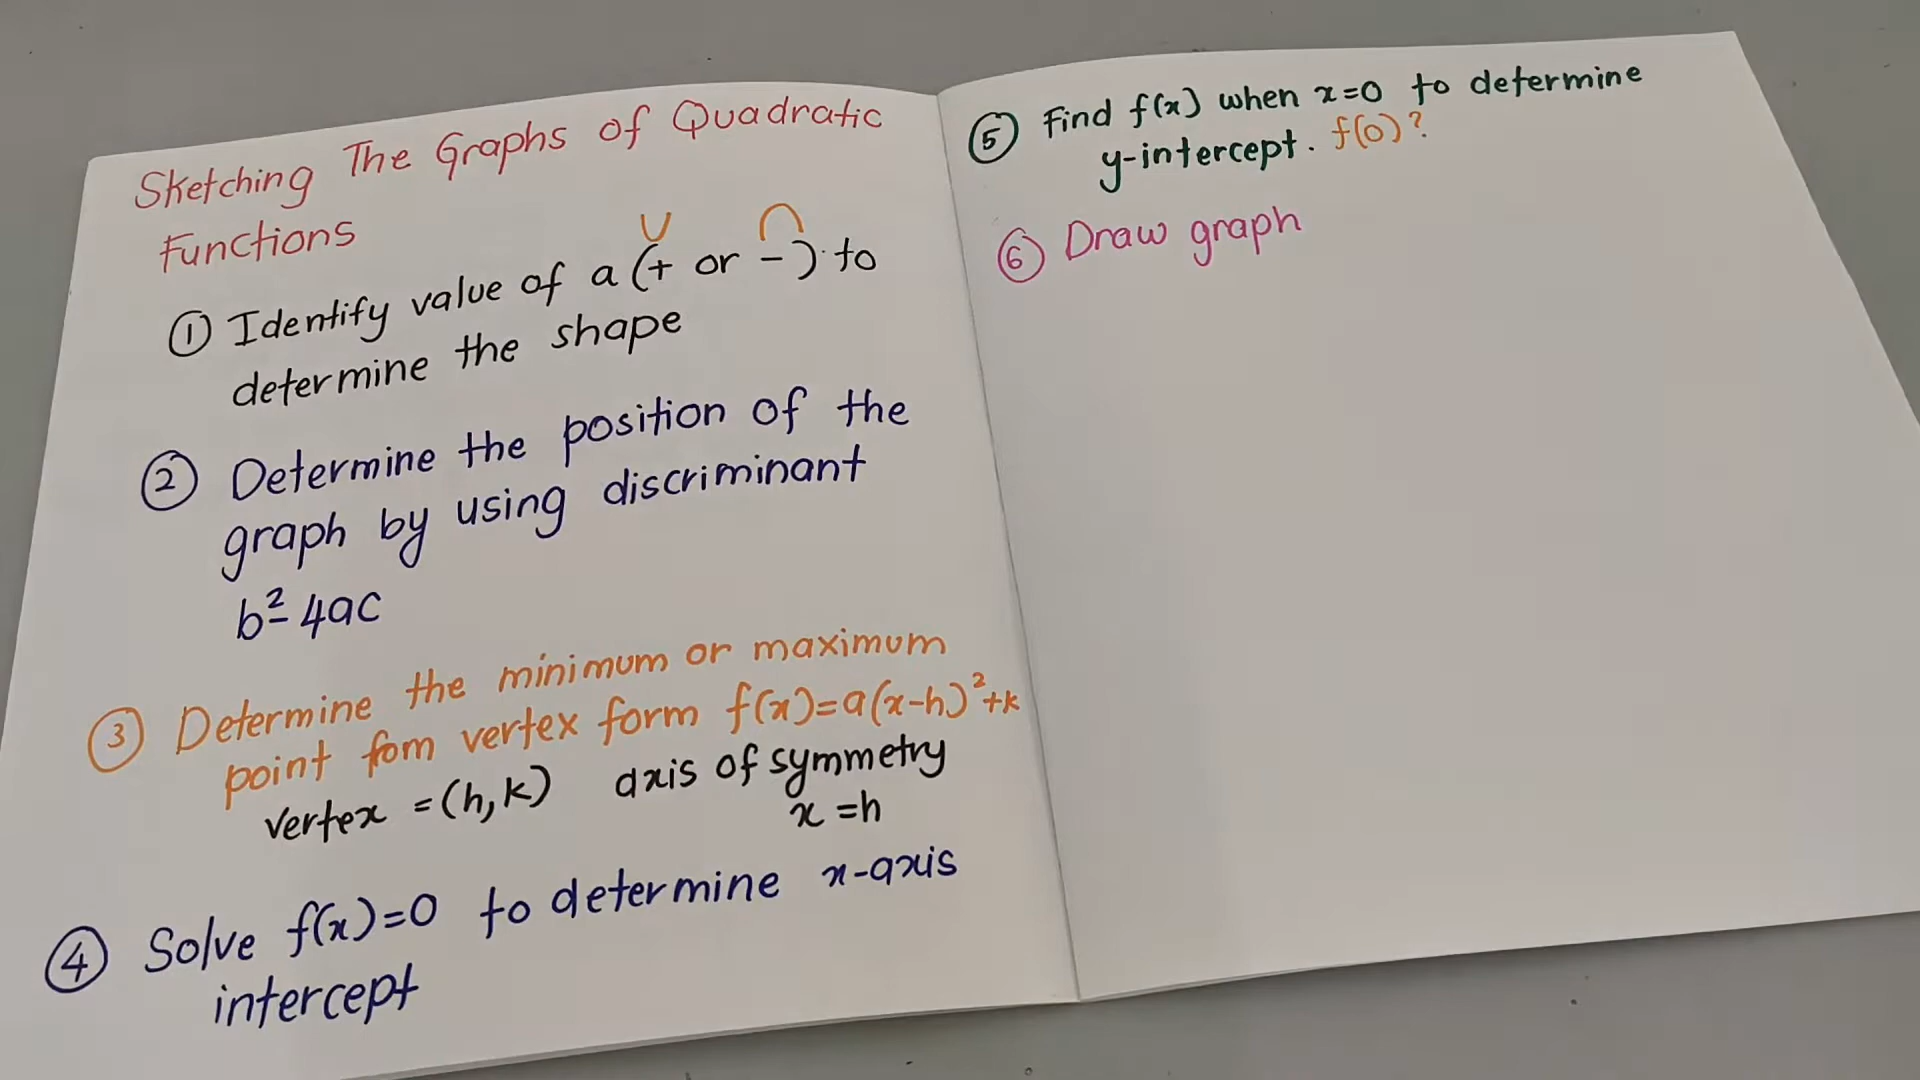 Sketching The Graphs of Quadratic
Functions
① Identify value of a (+ or -) to
determine the shape
② Determine the position of the
graph by using discriminant
b²-4ac
③ Determine the minimum or maximum
point fom vertex form f(x)=a(x-h)²+k
vertex =(h,k) axis of symmetry
x =h
④ Solve f(x)=0 to determine x-axis
intercept
⑤ Find f(x) when x=0 to determine
y-intercept. f(0)?
⑥ Draw graph